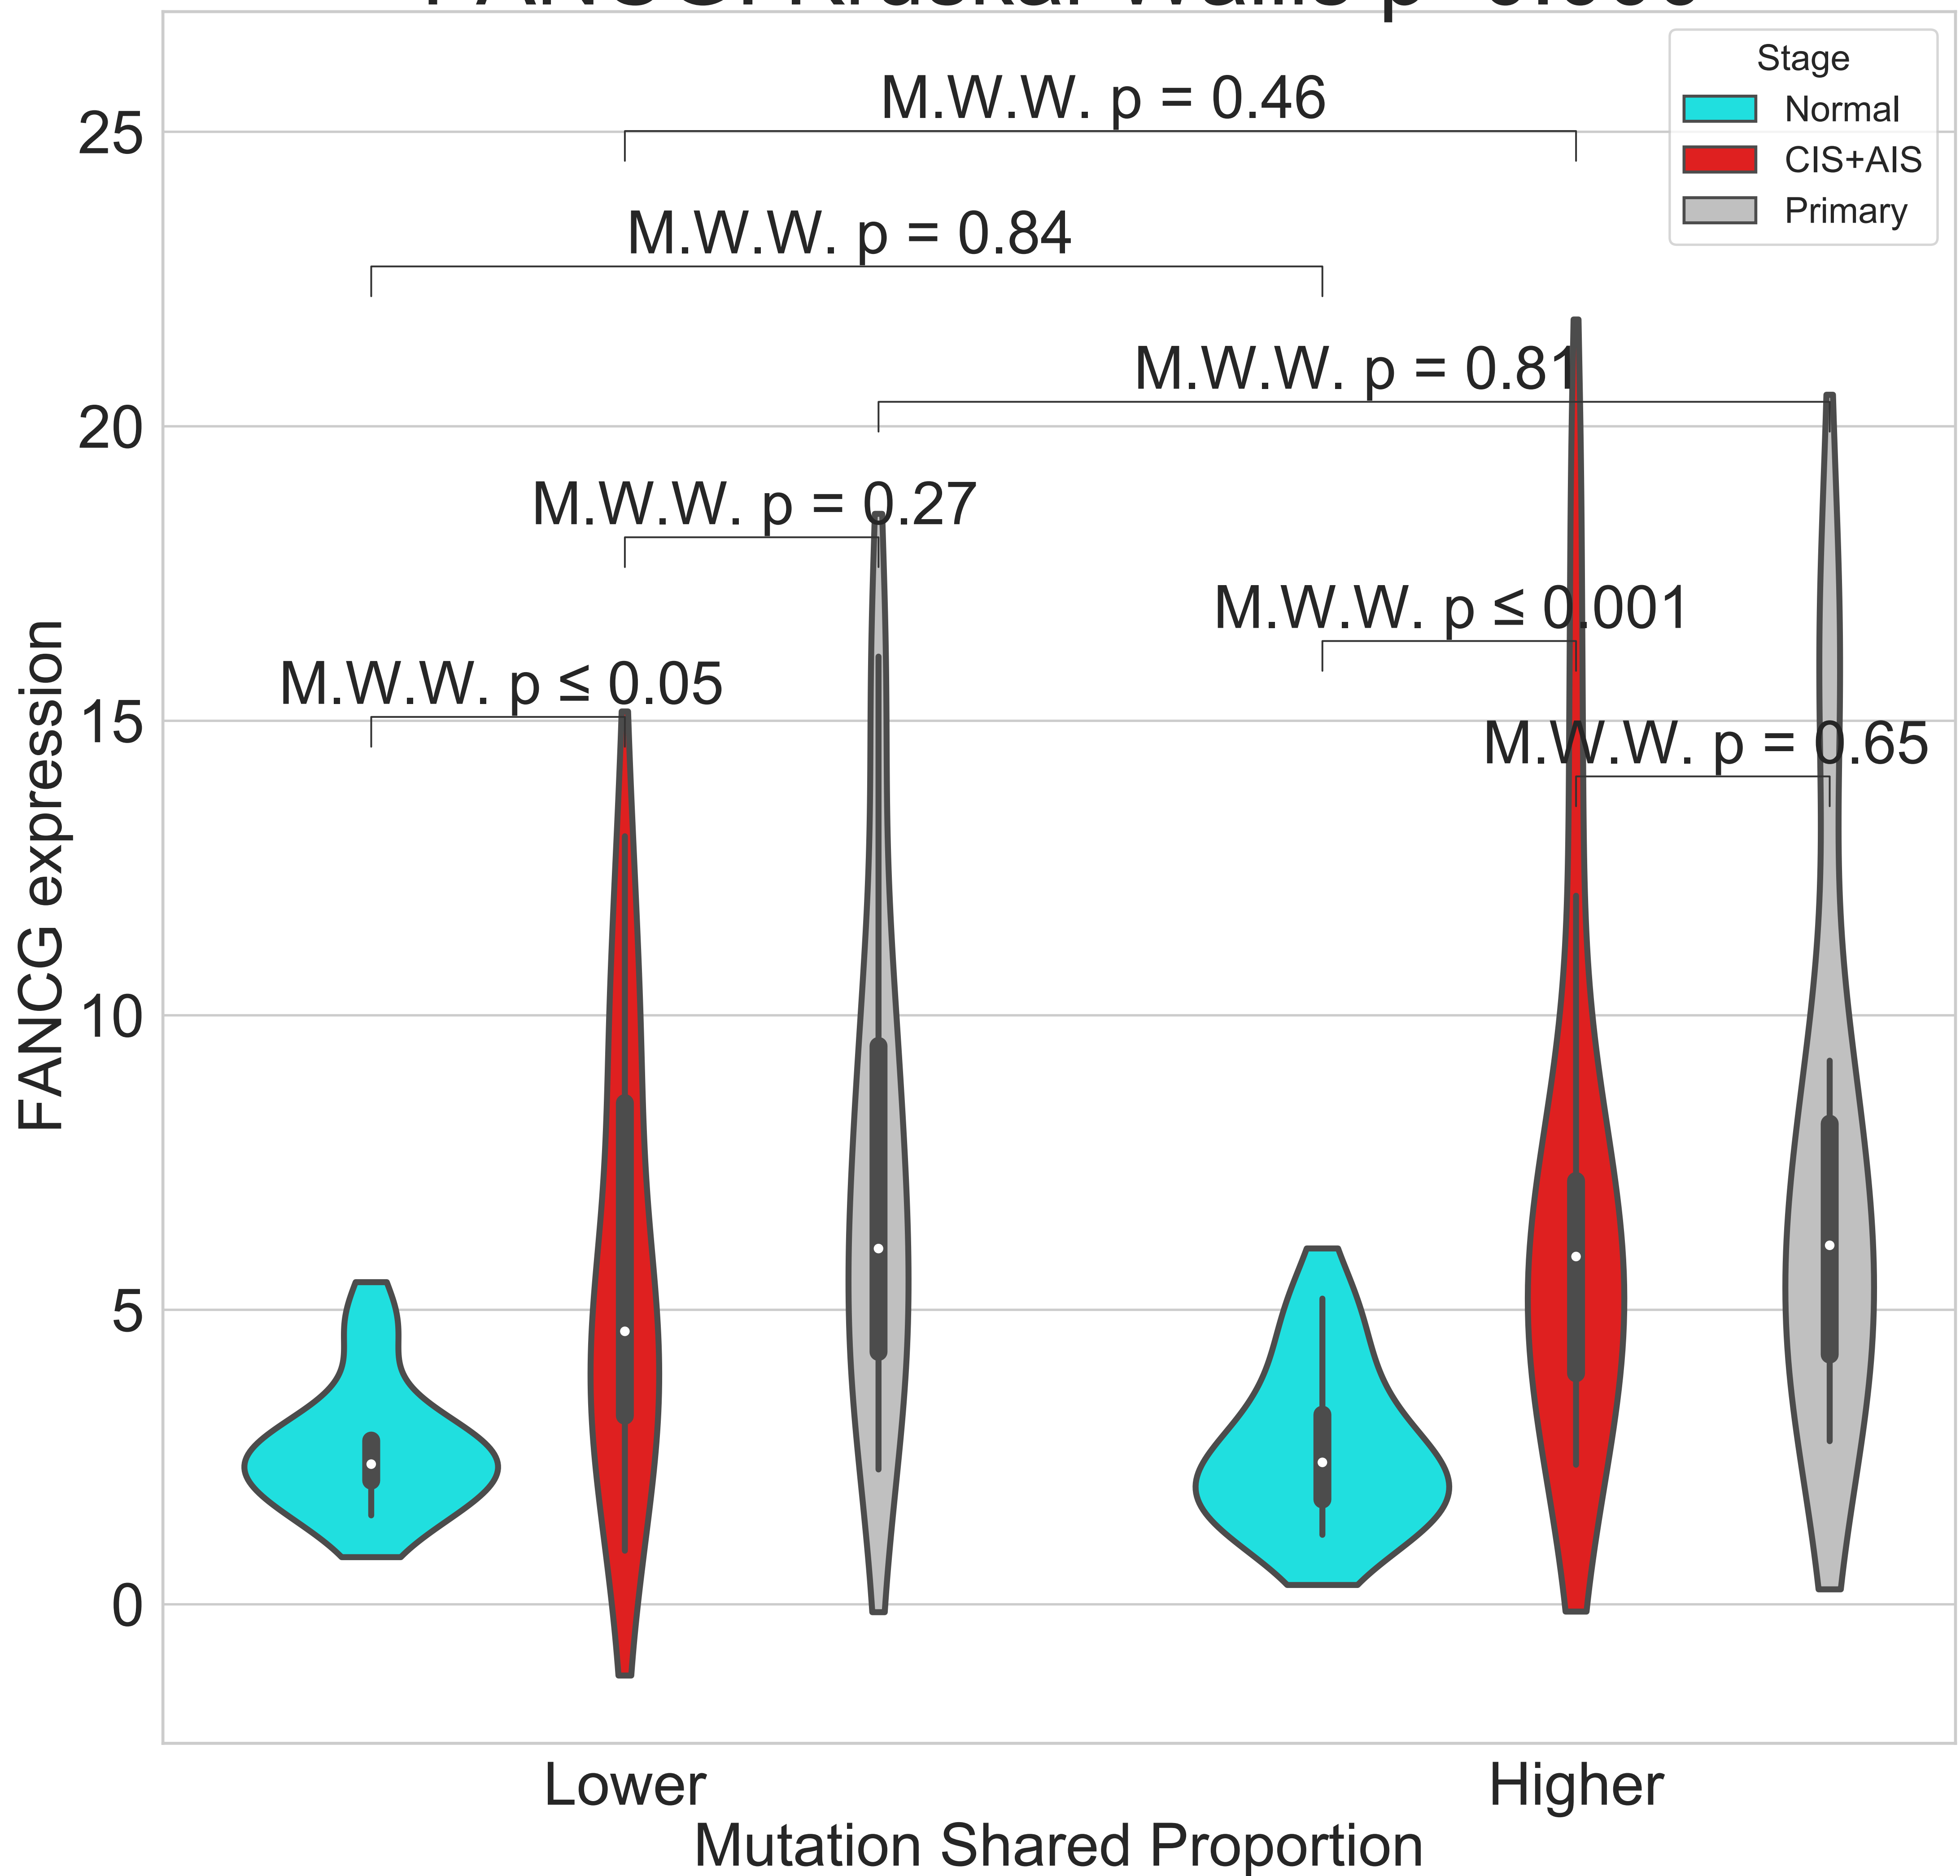 Stage
Normal
CIS+AIS
Primary
M.W.W. p = 0.46
M.W.W. p = 0.84
M.W.W. p = 0.81
M.W.W. p = 0.27
M.W.W. p ≤ 0.001
M.W.W. p ≤ 0.05
M.W.W. p = 0.65
25
20
15
10
5
0
FANCG expression
Lower
Higher
Mutation Shared Proportion